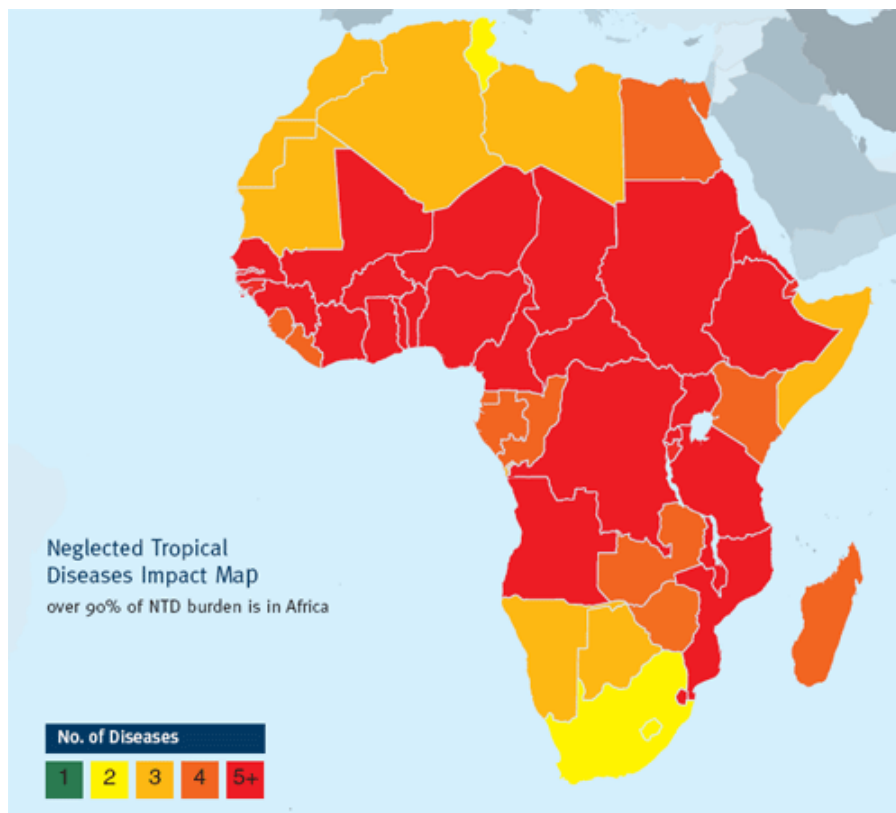 Neglected Tropical
Diseases Impact Map
over 90% of NTD burden is in Africa
No. of Diseases
1 2 3 4 5+